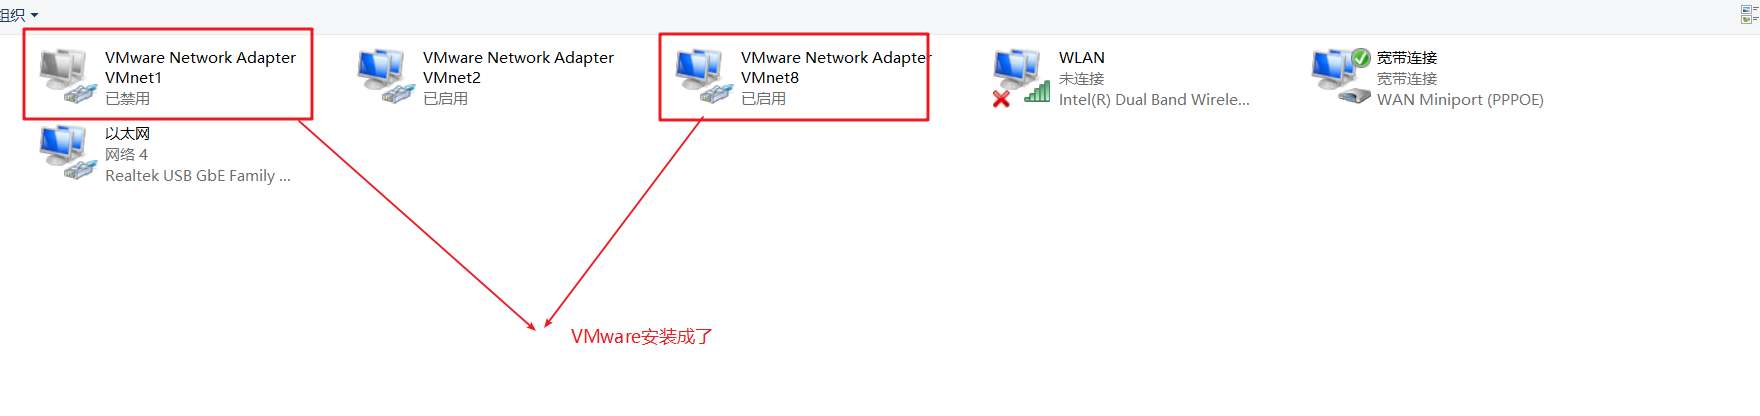 组织
VMware Network Adapter
VMnet1
已禁用
VMware Network Adapter
VMnet2
已启用
VMware Network Adapter
VMnet8
已启用
WLAN
未连接
Intel(R) Dual Band Wirele...
宽带连接
宽带连接
WAN Miniport (PPPOE)
以太网
网络 4
Realtek USB GbE Family ...
VMware安装成了